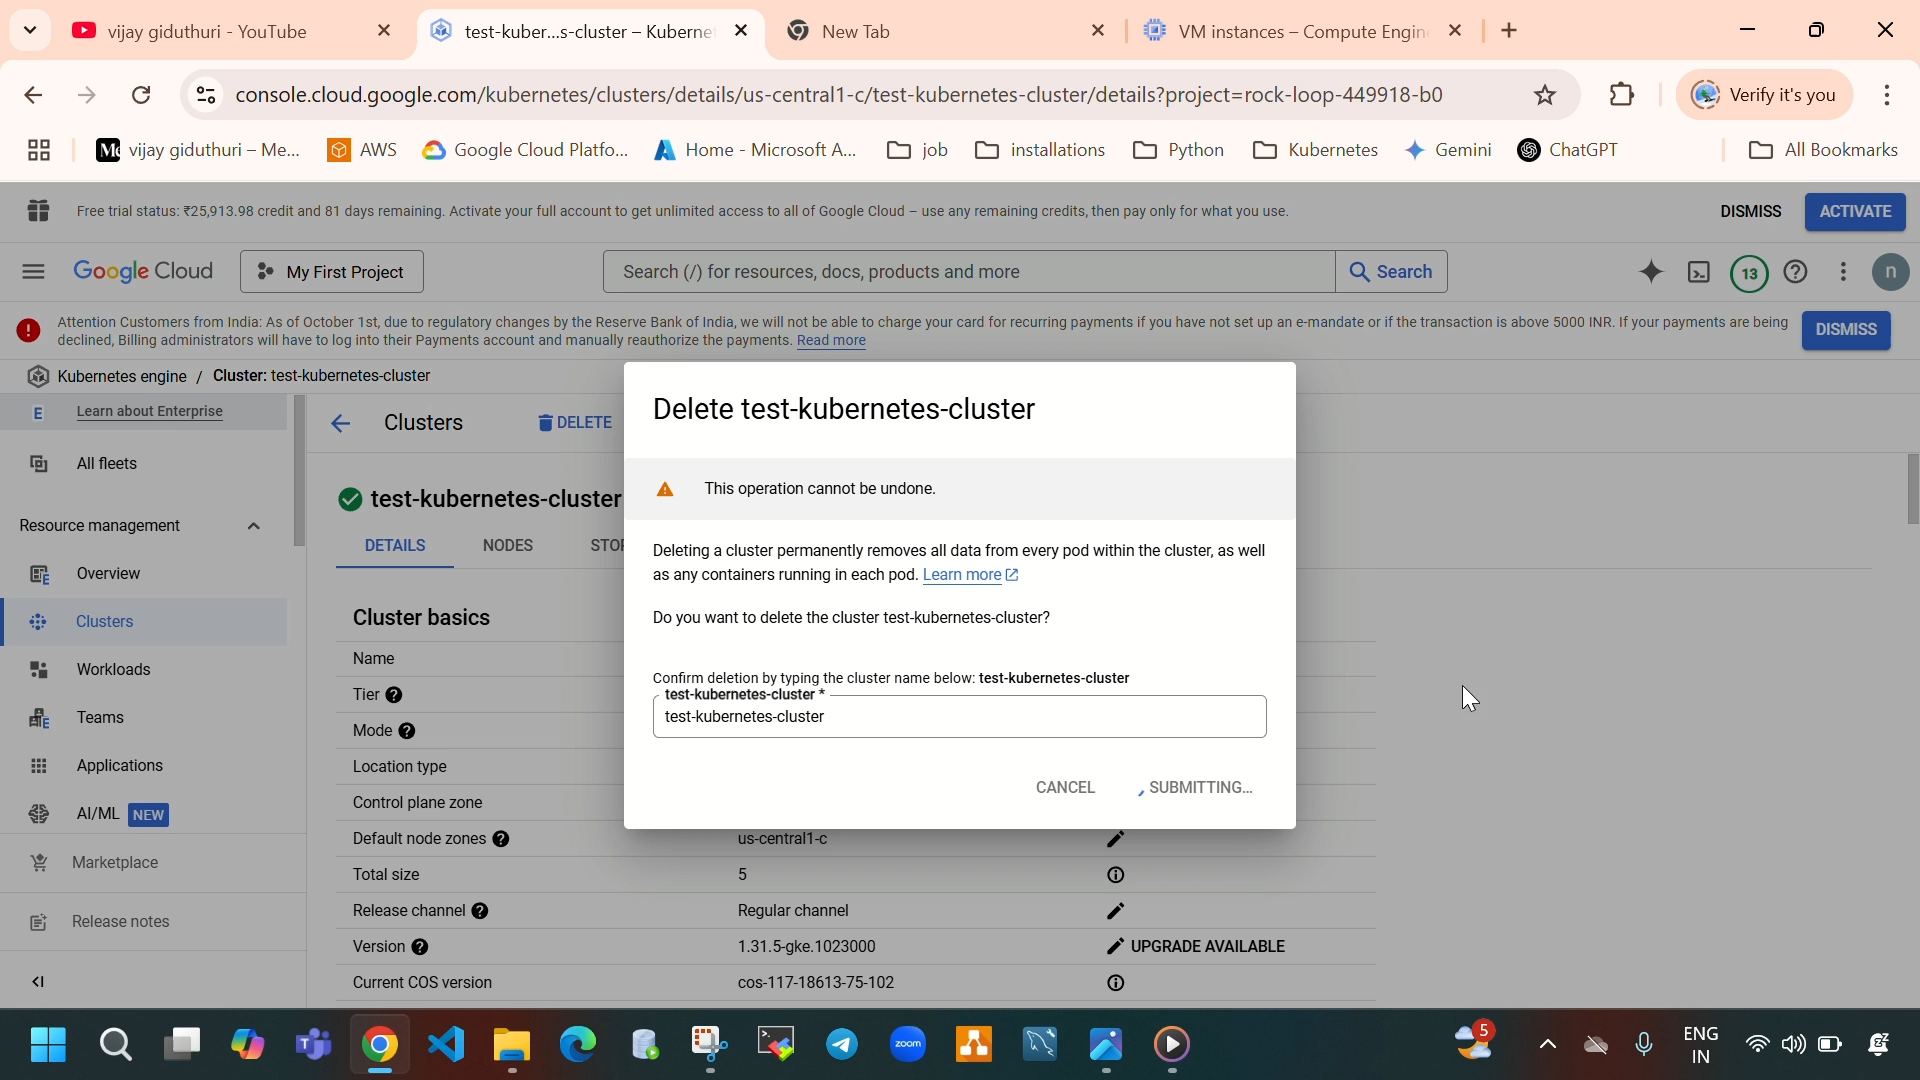 vijay giduthuri - YouTube
test-kuber...s-cluster – Kuberne
New Tab
VM instances – Compute Engin
console.cloud.google.com/kubernetes/clusters/details/us-central1-c/test-kubernetes-cluster/details?project=rock-loop-449918-b0
Verify it's you
vijay giduthuri – Me...
AWS
Google Cloud Platfo...
Home - Microsoft A...
job
installations
Python
Kubernetes
Gemini
ChatGPT
All Bookmarks
Free trial status: ₹25,913.98 credit and 81 days remaining. Activate your full account to get unlimited access to all of Google Cloud – use any remaining credits, then pay only for what you use.
DISMISS
ACTIVATE
Google Cloud
My First Project
Search (/) for resources, docs, products and more
Search
13
n
Attention Customers from India: As of October 1st, due to regulatory changes by the Reserve Bank of India, we will not be able to charge your card for recurring payments if you have not set up an e-mandate or if the transaction is above 5000 INR. If your payments are being
declined, Billing administrators will have to log into their Payments account and manually reauthorize the payments. Read more
DISMISS
Kubernetes engine / Cluster: test-kubernetes-cluster
E Learn about Enterprise
All fleets
Resource management
Overview
Clusters
Workloads
Teams
Applications
AI/ML NEW
Marketplace
Release notes
Clusters
DELETE
test-kubernetes-cluster
DETAILS
NODES
STOR
Cluster basics
Name
Tier
Mode
Location type
Control plane zone
Default node zones
us-central1-c
Total size
5
Release channel
Regular channel
Version
1.31.5-gke.1023000
UPGRADE AVAILABLE
Current COS version
cos-117-18613-75-102
Delete test-kubernetes-cluster
This operation cannot be undone.
Deleting a cluster permanently removes all data from every pod within the cluster, as well
as any containers running in each pod. Learn more
Do you want to delete the cluster test-kubernetes-cluster?
Confirm deletion by typing the cluster name below: test-kubernetes-cluster
test-kubernetes-cluster *
test-kubernetes-cluster
CANCEL
SUBMITTING...
zoom
5
ENG
IN